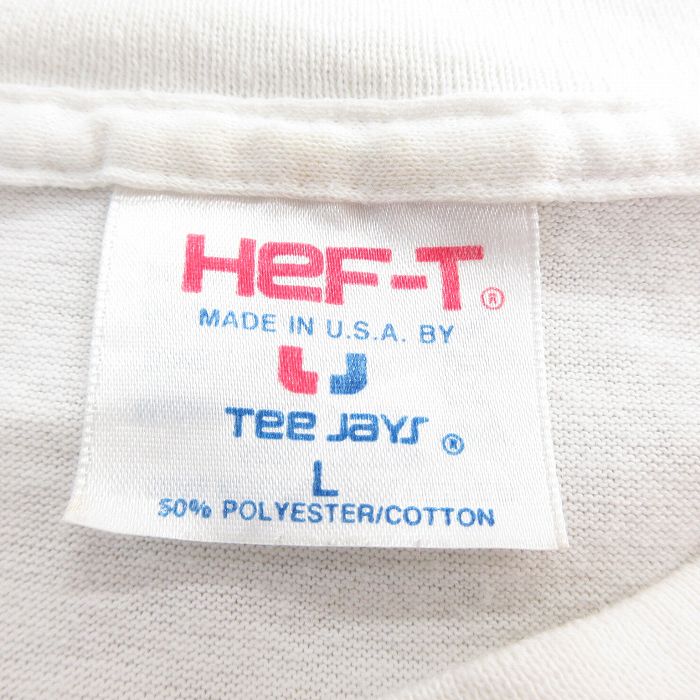 HeF-T®
MADE IN U.S.A. BY
Tee Jays®
L
50% POLYESTER/COTTON